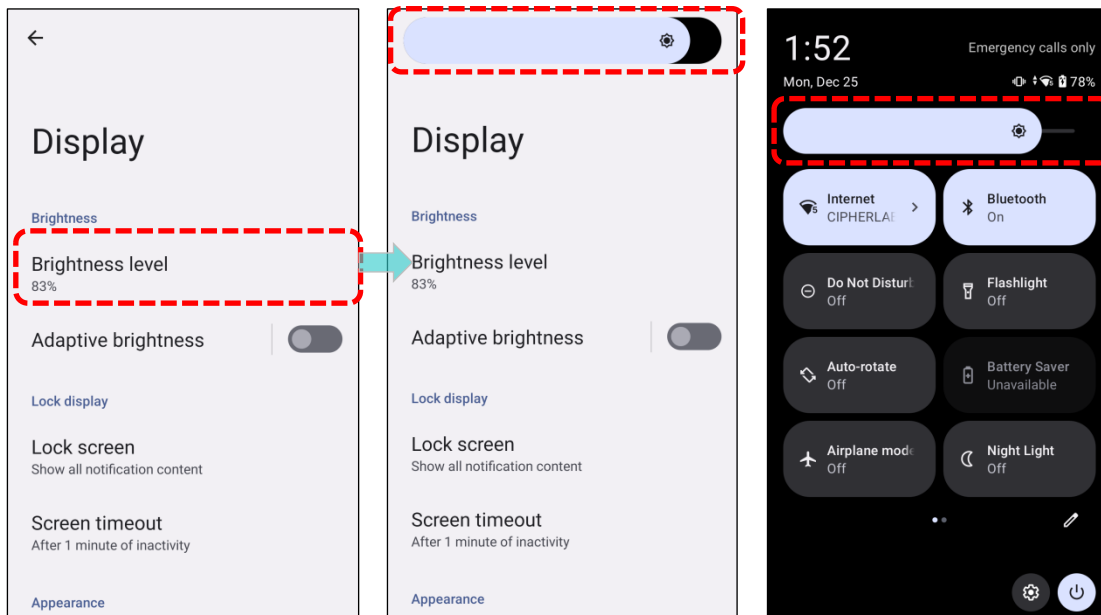 Display
Brightness
Brightness level
83%
Adaptive brightness
Lock display
Lock screen
Show all notification content
Screen timeout
After 1 minute of inactivity
Appearance
Display
Brightness
Brightness level
83%
Adaptive brightness
Lock display
Lock screen
Show all notification content
Screen timeout
After 1 minute of inactivity
Appearance
1:52
Emergency calls only
Mon, Dec 25
5 78%
Internet
5
CIPHERLAB
Bluetooth
On
Do Not Disturb
Off
Flashlight
Off
Auto-rotate
Off
Battery Saver
Unavailable
Airplane mode
Off
Night Light
Off